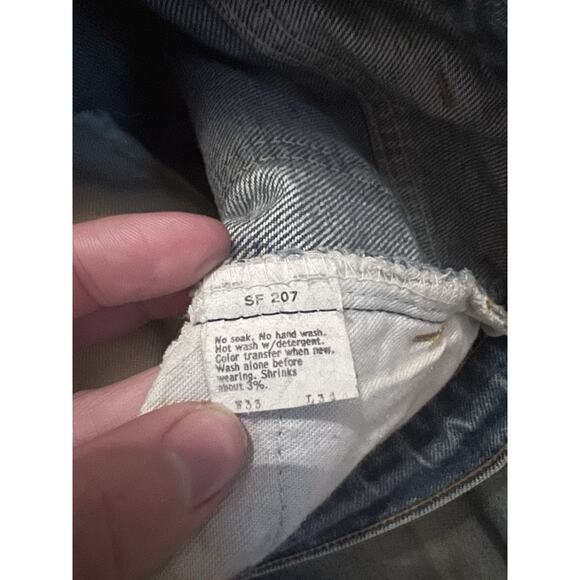 SF 207
No soak. No hand wash.
Hot wash w/detergent.
Color transfer when new.
Wash alone before
wearing. Shrinks
about 3%.
W33 L34